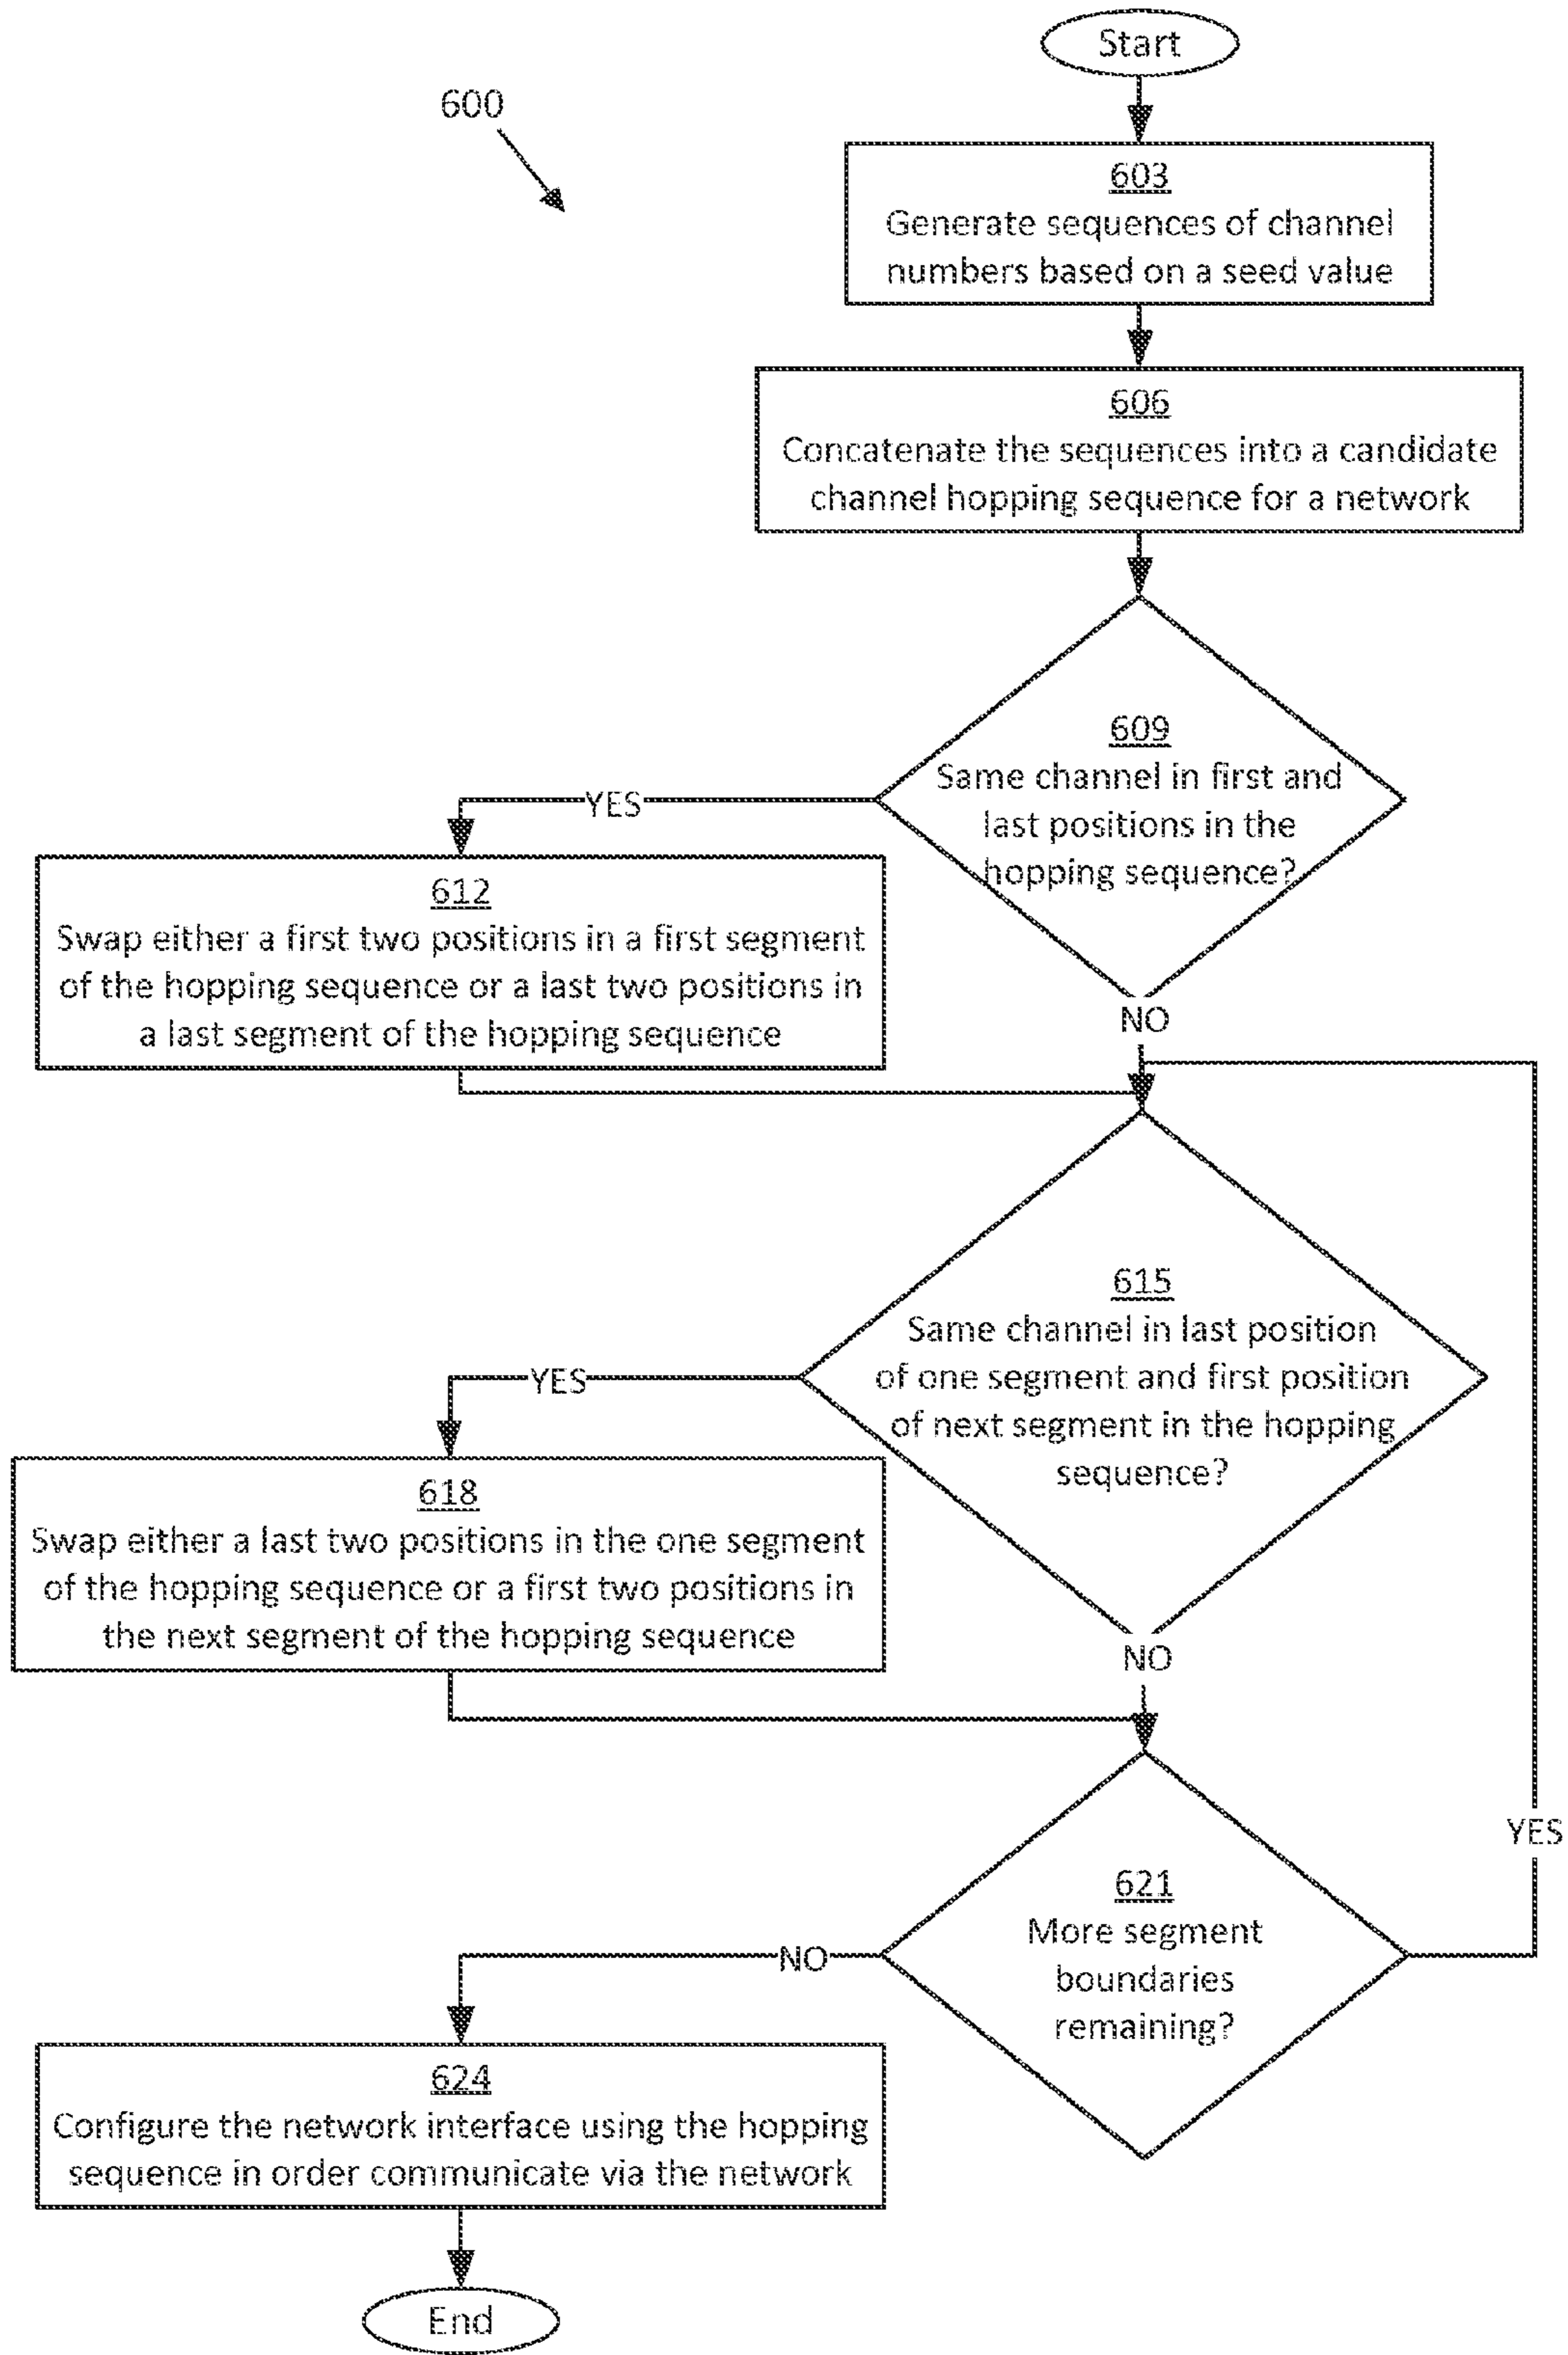 Start
600
603
Generate sequences of channel
numbers based on a seed value
606
Concatenate the sequences into a candidate
channel hopping sequence for a network
609
Same channel in first and
last positions in the
hopping sequence?
YES
612
Swap either a first two positions in a first segment
of the hopping sequence or a last two positions in
a last segment of the hopping sequence
NO
615
Same channel in last position
of one segment and first position
of next segment in the hopping
sequence?
YES
618
Swap either a last two positions in the one segment
of the hopping sequence or a first two positions in
the next segment of the hopping sequence
NO
YES
621
More segment
boundaries
remaining?
NO
624
Configure the network interface using the hopping
sequence in order communicate via the network
End